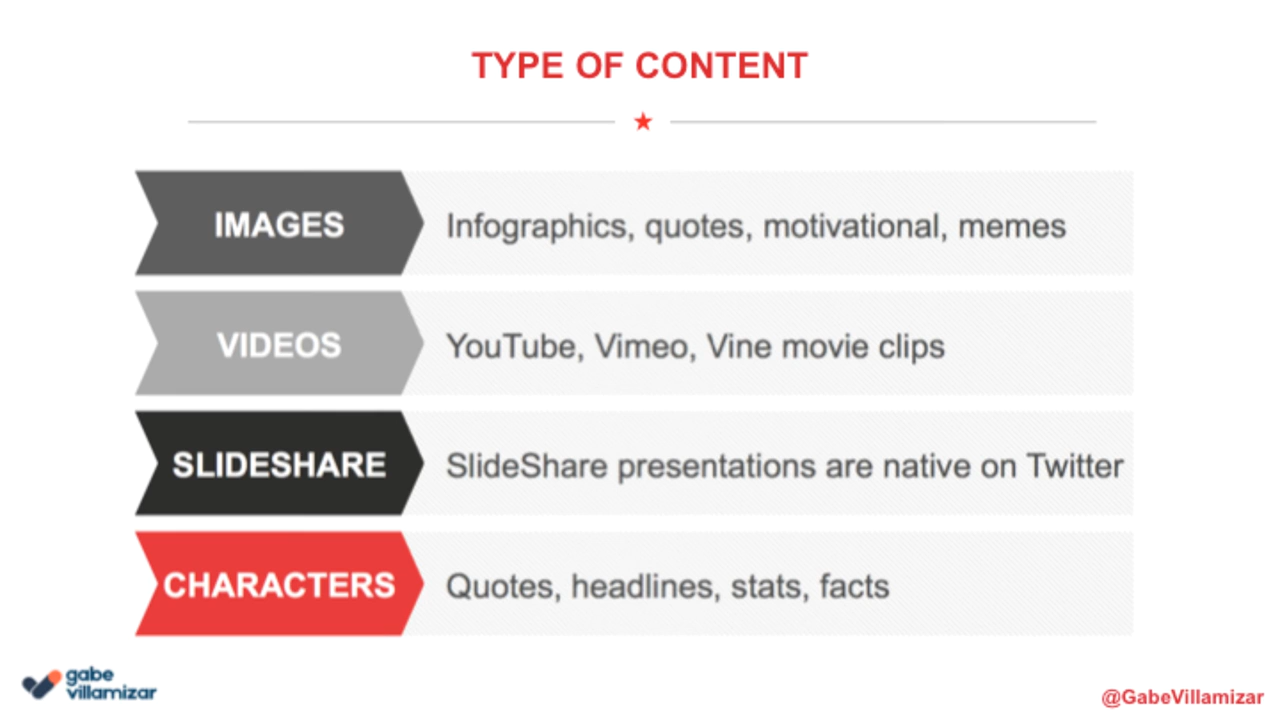 TYPE OF CONTENT
IMAGES
Infographics, quotes, motivational, memes
VIDEOS
YouTube, Vimeo, Vine movie clips
SLIDESHARE
SlideShare presentations are native on Twitter
CHARACTERS
Quotes, headlines, stats, facts
gabe
villamizar
@GabeVillamizar